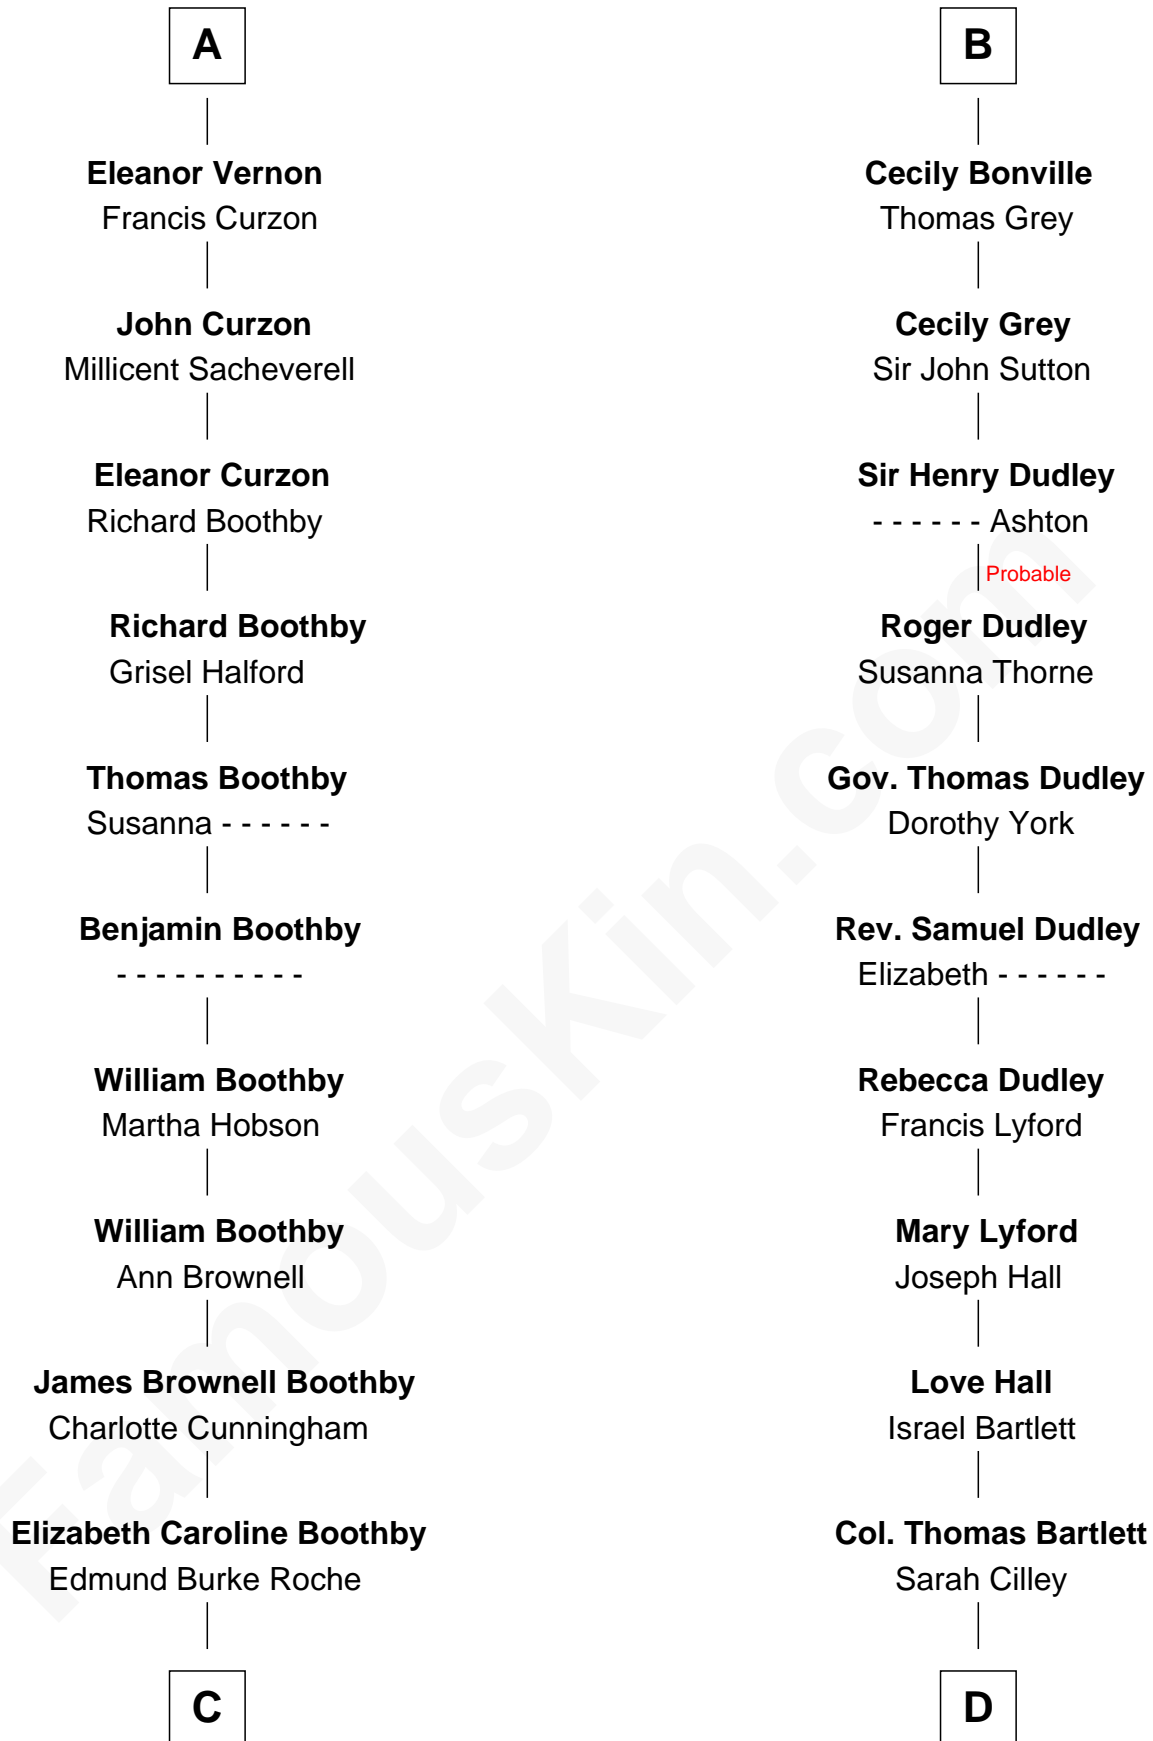 A
Eleanor Vernon
Francis Curzon
John Curzon
Millicent Sacheverell
Eleanor Curzon
Richard Boothby
Richard Boothby
Grisel Halford
Thomas Boothby
Susanna - - - - - -
Benjamin Boothby
- - - - - - - - - -
William Boothby
Martha Hobson
William Boothby
Ann Brownell
James Brownell Boothby
Charlotte Cunningham
Elizabeth Caroline Boothby
Edmund Burke Roche
C
B
Cecily Bonville
Thomas Grey
Cecily Grey
Sir John Sutton
Sir Henry Dudley
- - - - - - Ashton
Probable
Roger Dudley
Susanna Thorne
Gov. Thomas Dudley
Dorothy York
Rev. Samuel Dudley
Elizabeth - - - - - -
Rebecca Dudley
Francis Lyford
Mary Lyford
Joseph Hall
Love Hall
Israel Bartlett
Col. Thomas Bartlett
Sarah Cilley
D
FamousKin.com